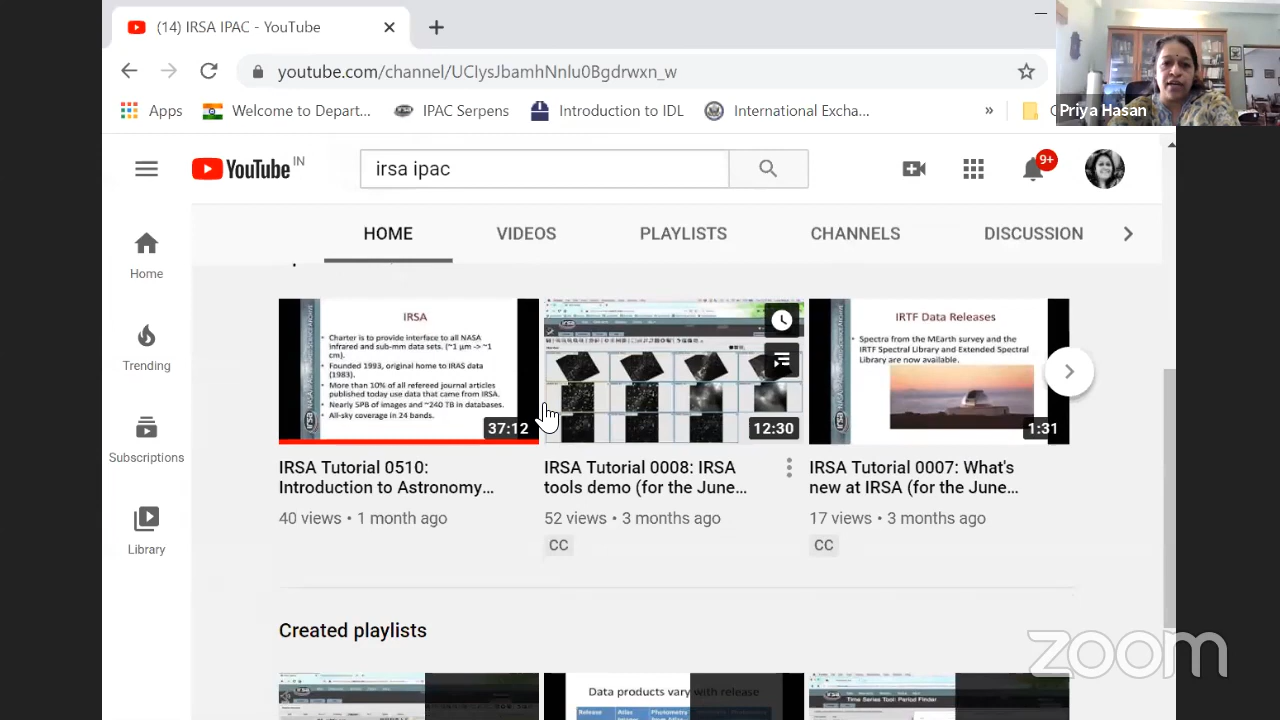 (14) IRSA IPAC - YouTube
youtube.com/channel/UClysJbamhNnlu0Bgdrwxn_w
Apps
Welcome to Depart...
IPAC Serpens
Introduction to IDL
International Excha...
»
Priya Hasan
YouTube IN
irsa ipac
9+
HOME
VIDEOS
PLAYLISTS
CHANNELS
DISCUSSION
Home
Trending
Subscriptions
Library
IRSA
• Charter is to provide interface to all NASA
infrared and sub-mm data sets. (~1 μm -> ~1
cm).
• Founded 1993, original home to IRAS data
(1983).
• More than 10% of all refereed journal articles
published today use data that came from IRSA.
• Nearly 5PB of images and ~240 TB in databases.
• All-sky coverage in 24 bands.
37:12
IRSA Tutorial 0510:
Introduction to Astronomy...
40 views • 1 month ago
12:30
IRSA Tutorial 0008: IRSA
tools demo (for the June...
52 views • 3 months ago
CC
IRTF Data Releases
• Spectra from the MEarth survey and the
IRTF Spectral Library and Extended Spectral
Library are now available.
1:31
IRSA Tutorial 0007: What's
new at IRSA (for the June...
17 views • 3 months ago
CC
Created playlists
Data products vary with release
Release
Time Series Tool: Period Finder
zoom